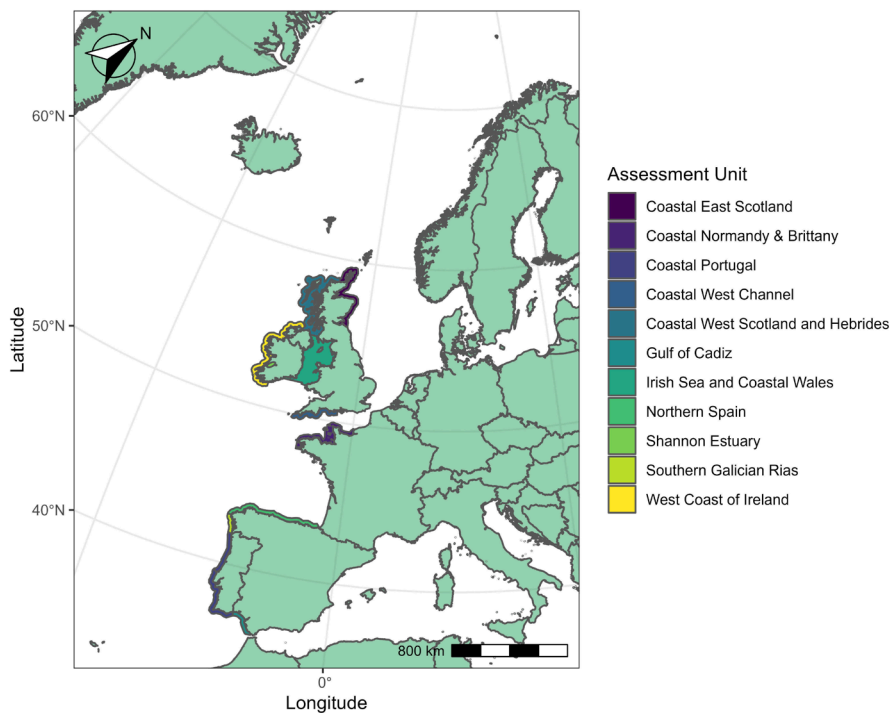 N
60°N
50°N
40°N
Latitude
800 km
0°
Longitude
Assessment Unit
Coastal East Scotland
Coastal Normandy & Brittany
Coastal Portugal
Coastal West Channel
Coastal West Scotland and Hebrides
Gulf of Cadiz
Irish Sea and Coastal Wales
Northern Spain
Shannon Estuary
Southern Galician Rias
West Coast of Ireland